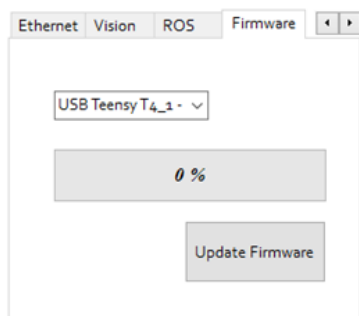 Ethernet Vision ROS Firmware
USB Teensy T4_1 -
0 %
Update Firmware